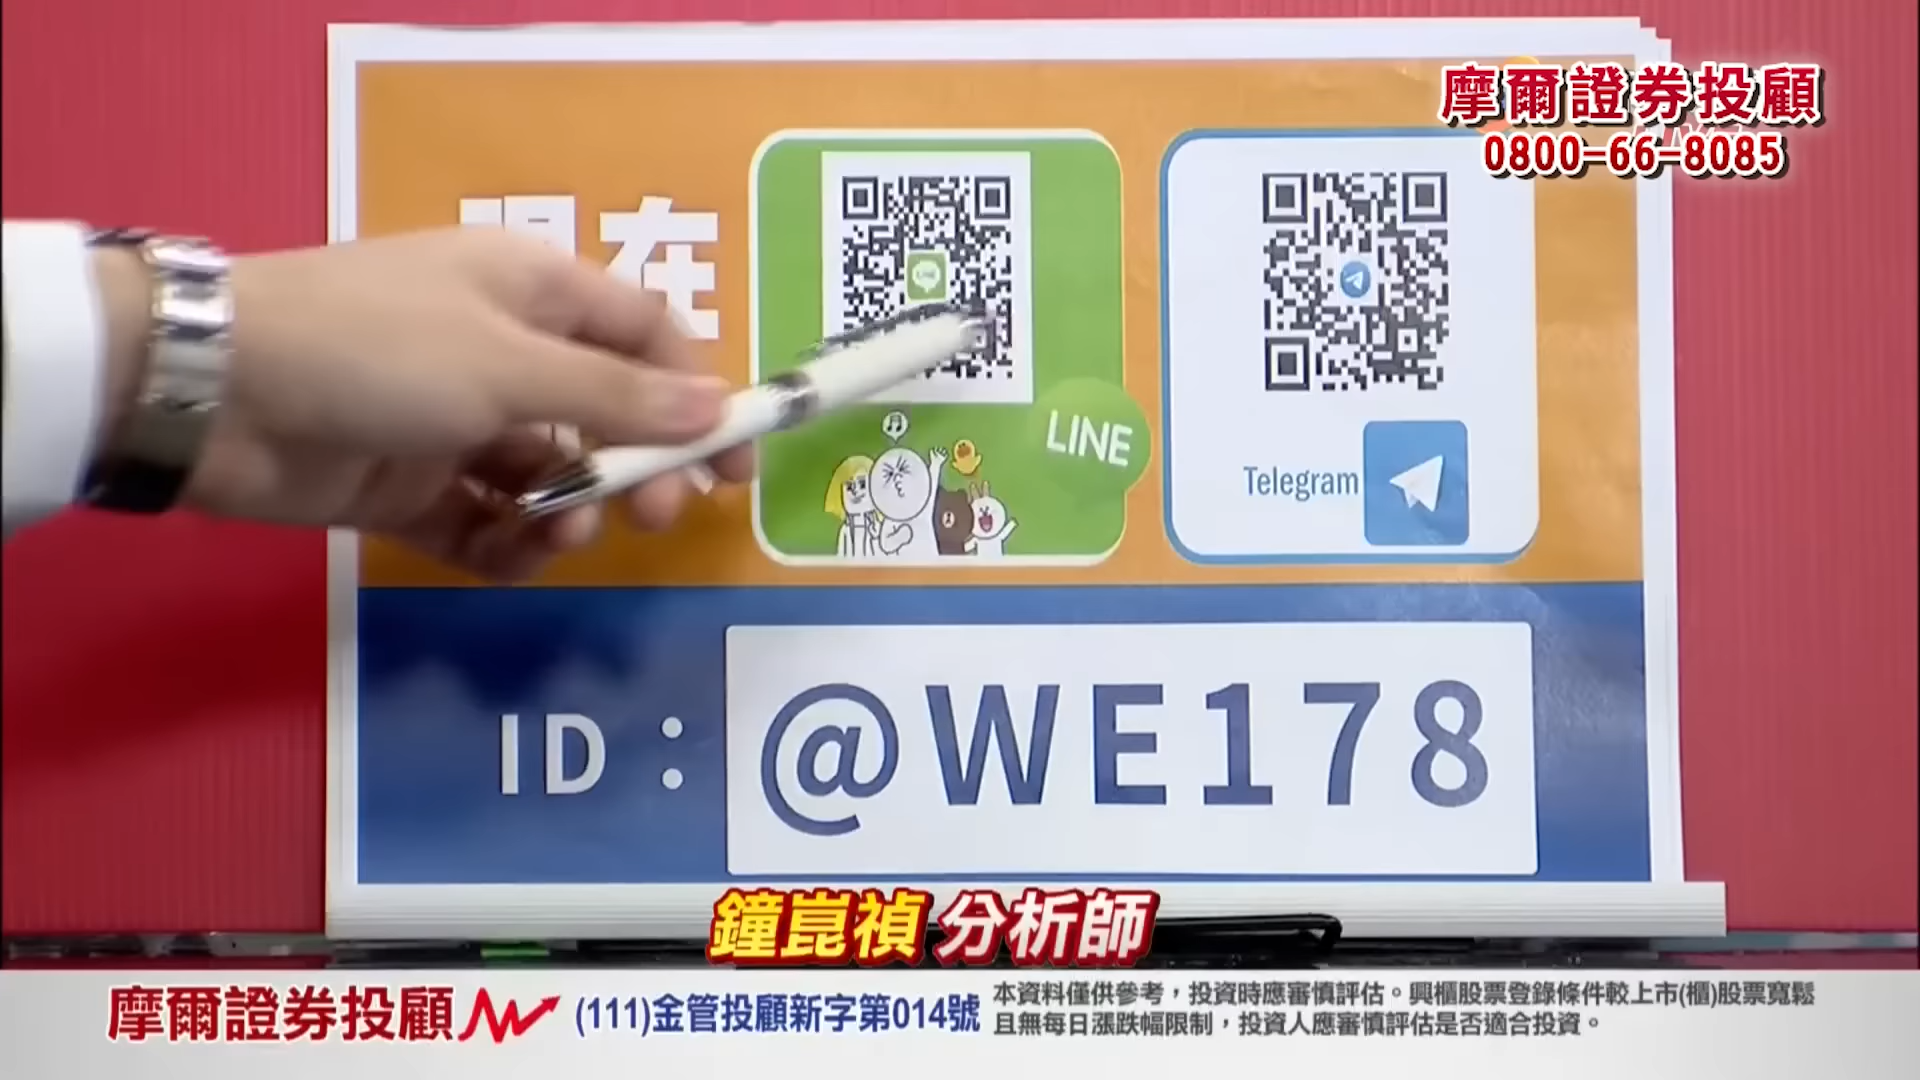 摩爾證券投顧
0800-66-8085
在
LINE
Telegram
ID：@WE178
鐘崑禎 分析師
摩爾證券投顧
(111)金管投顧新字第014號
本資料僅供參考，投資時應審慎評估。興櫃股票登錄條件較上市(櫃)股票寬鬆
且無每日漲跌幅限制，投資人應審慎評估是否適合投資。